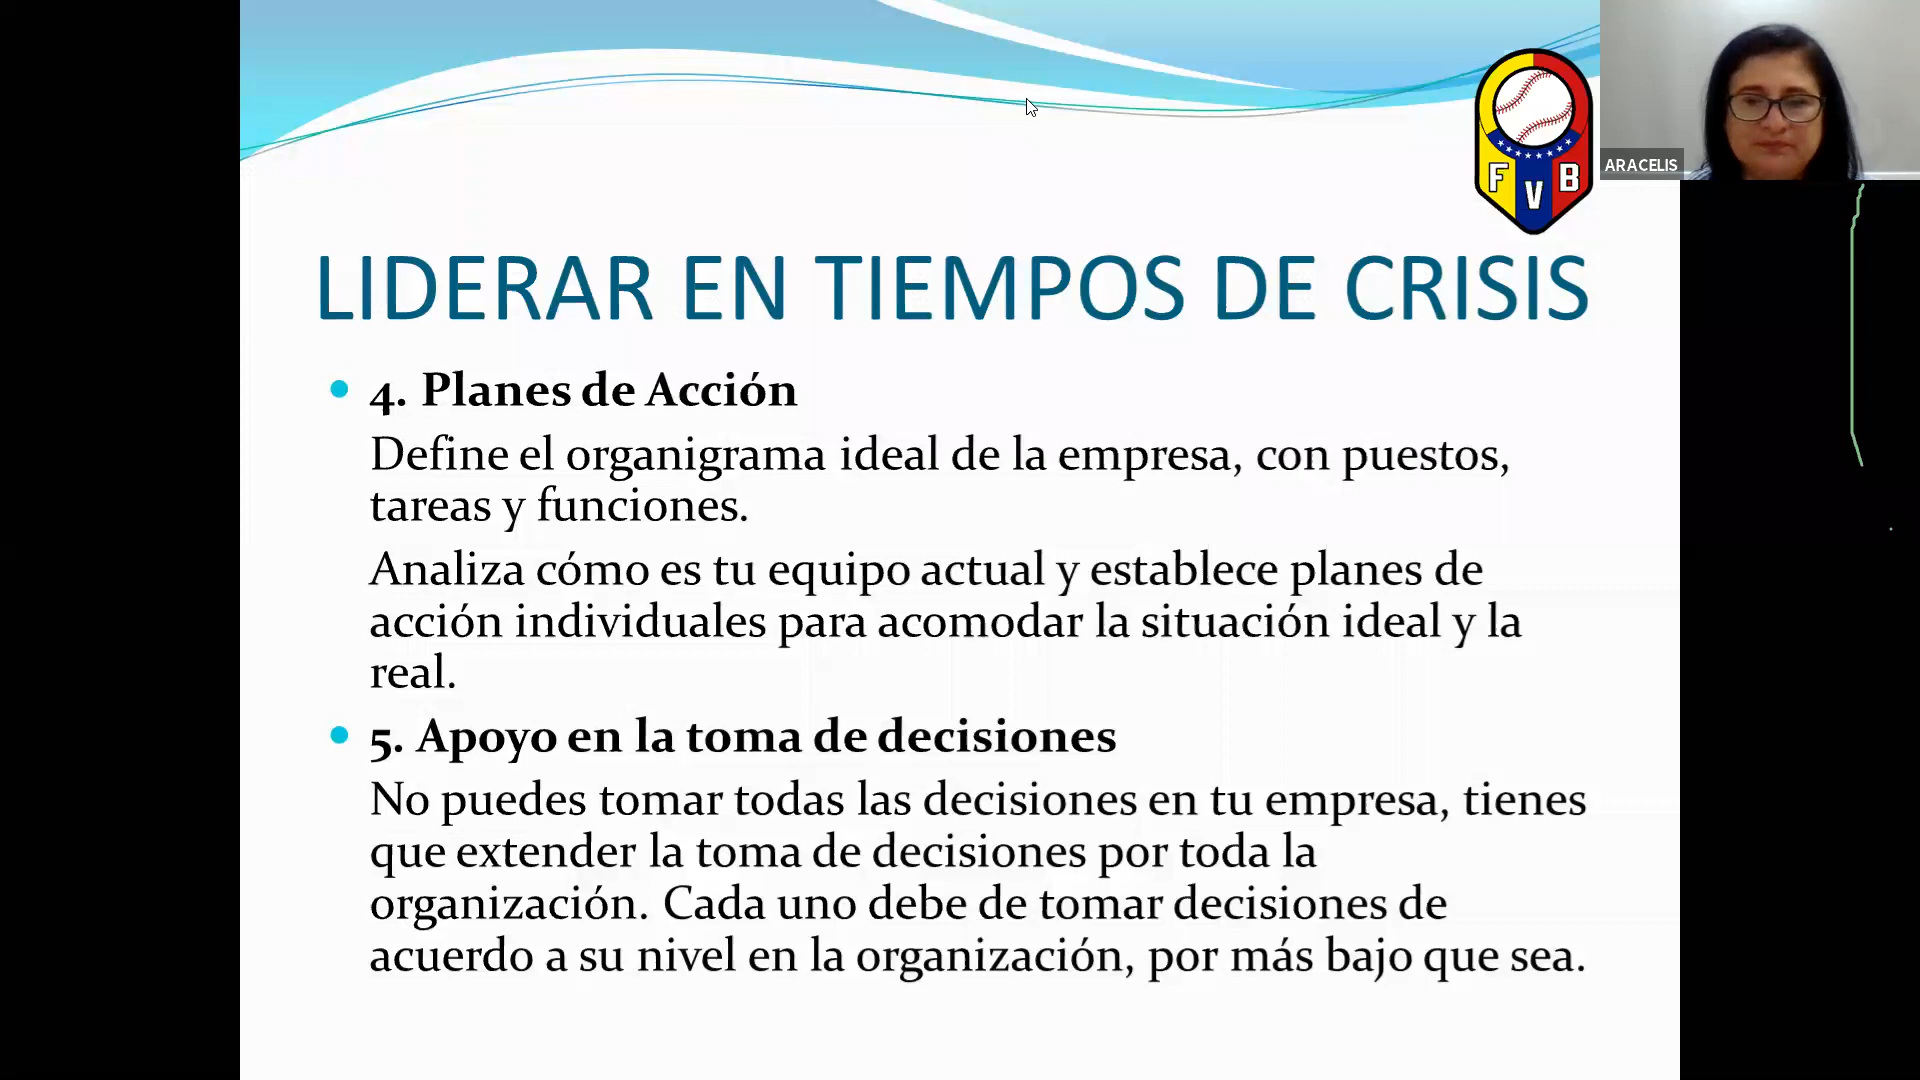 F V B
ARACELIS
LIDERAR EN TIEMPOS DE CRISIS
• 4. Planes de Acción
Define el organigrama ideal de la empresa, con puestos,
tareas y funciones.
Analiza cómo es tu equipo actual y establece planes de
acción individuales para acomodar la situación ideal y la
real.
• 5. Apoyo en la toma de decisiones
No puedes tomar todas las decisiones en tu empresa, tienes
que extender la toma de decisiones por toda la
organización. Cada uno debe de tomar decisiones de
acuerdo a su nivel en la organización, por más bajo que sea.